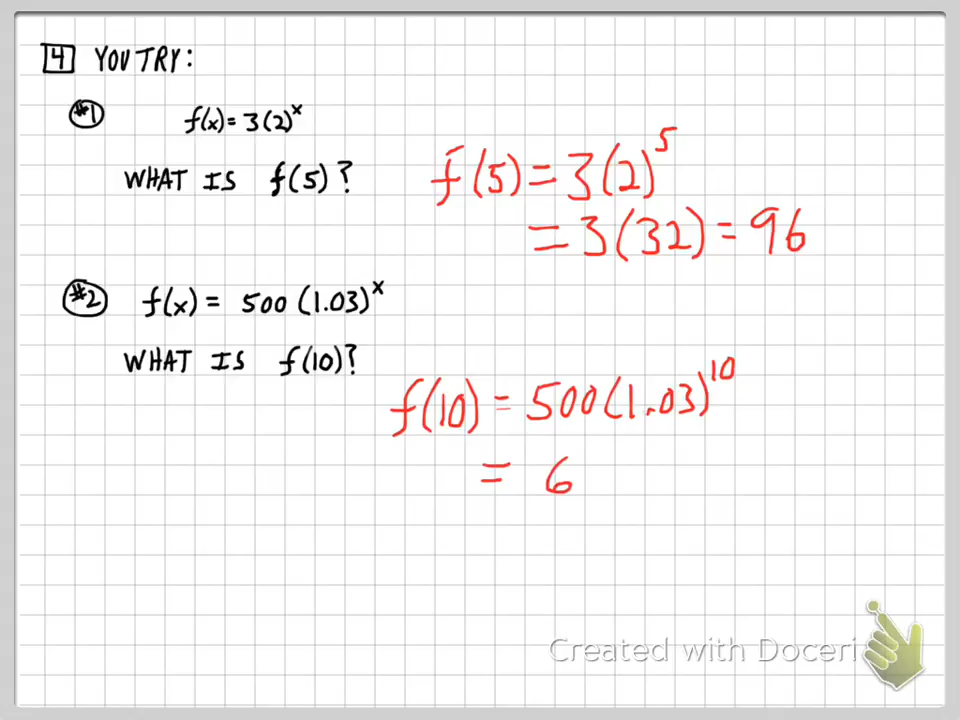 4 YOU TRY:
#1 f(x) = 3(2)^x
WHAT IS f(5)?
f(5) = 3(2)^5
= 3(32) = 96
#2 f(x) = 500(1.03)^x
WHAT IS f(10)?
f(10) = 500(1.03)^10
= 6
Created with Doceri